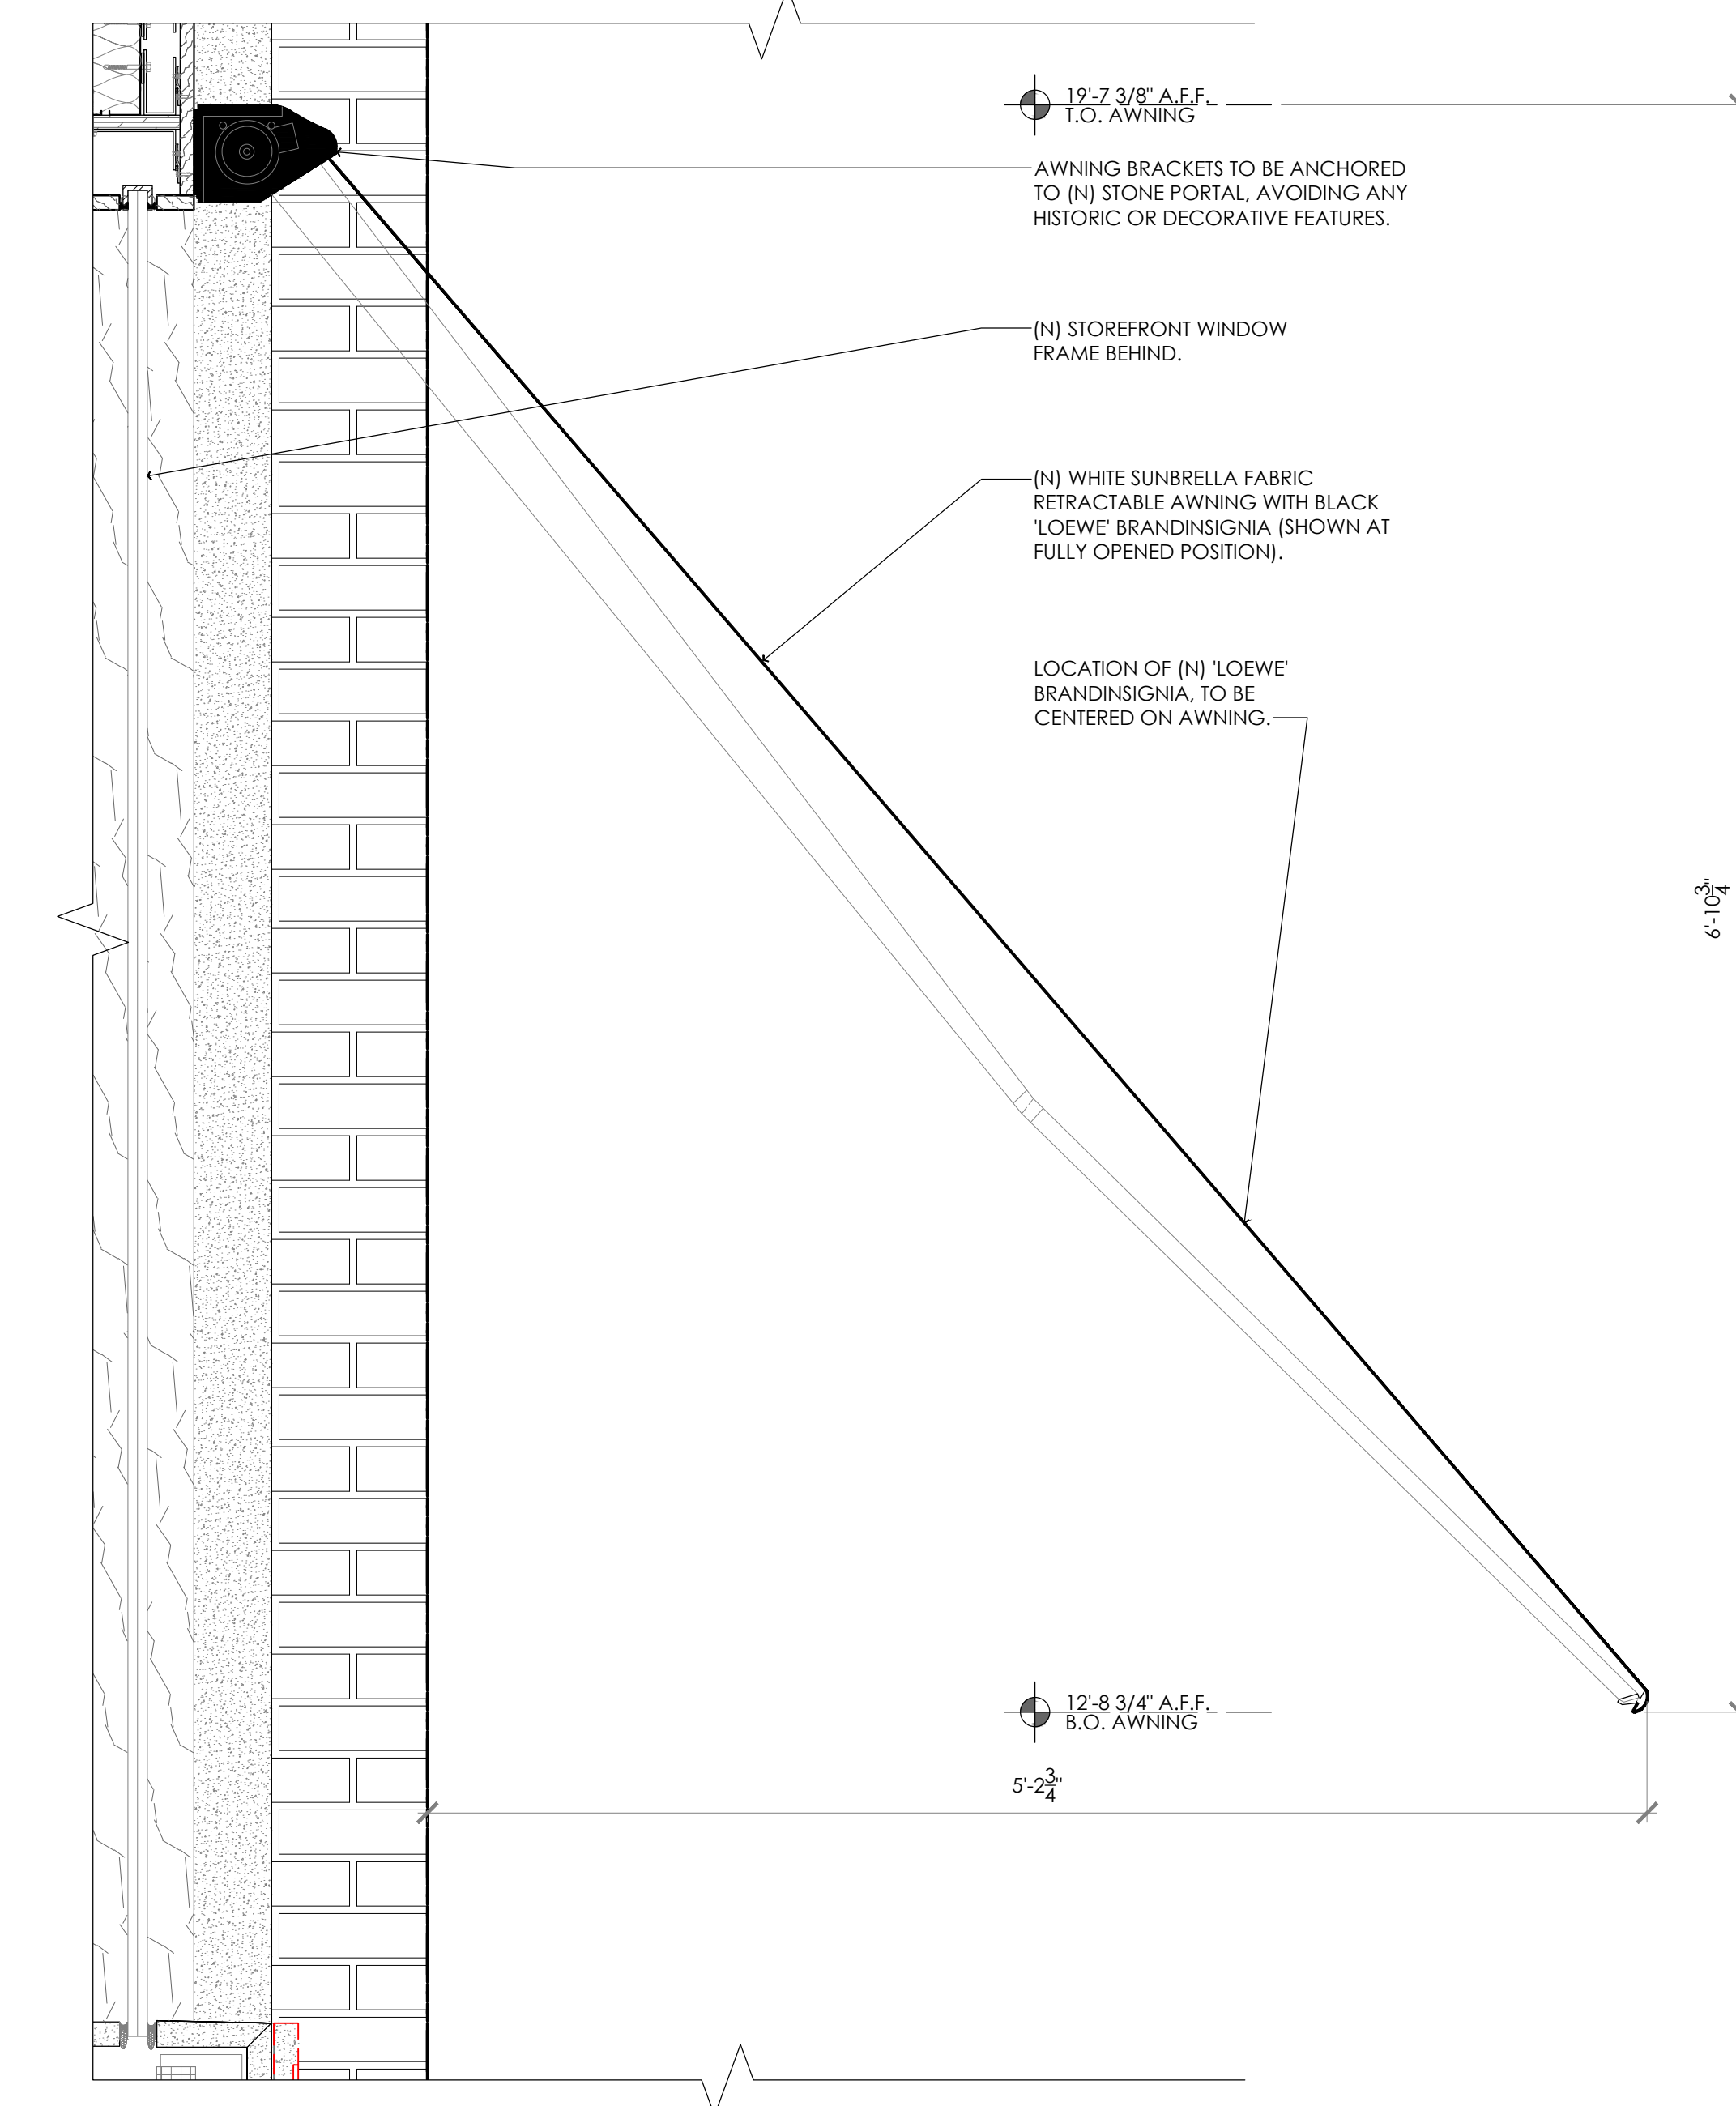 19'-7 3/8" A.F.F.
T.O. AWNING
AWNING BRACKETS TO BE ANCHORED
TO (N) STONE PORTAL, AVOIDING ANY
HISTORIC OR DECORATIVE FEATURES.
(N) STOREFRONT WINDOW
FRAME BEHIND.
(N) WHITE SUNBRELLA FABRIC
RETRACTABLE AWNING WITH BLACK
'LOEWE' BRANDINSIGNIA (SHOWN AT
FULLY OPENED POSITION).
LOCATION OF (N) 'LOEWE'
BRANDINSIGNIA, TO BE
CENTERED ON AWNING.
6'-10 3/4"
12'-8 3/4" A.F.F.
B.O. AWNING
5'-2 3/4"